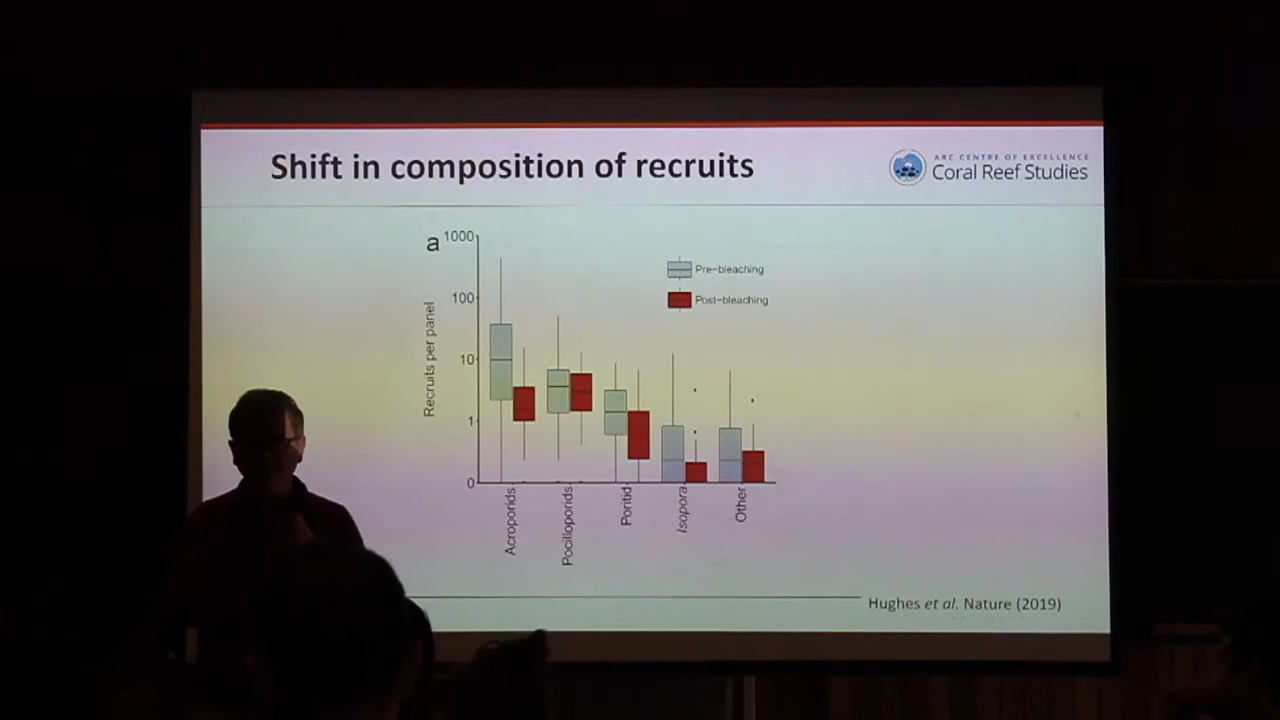 Shift in composition of recruits
ARC CENTRE OF EXCELLENCE
Coral Reef Studies
a
1000
100
10
1
0
Recruits per panel
Pre-bleaching
Post-bleaching
Acroporids
Pocilloporids
Poritid
Isopora
Other
Hughes et al. Nature (2019)